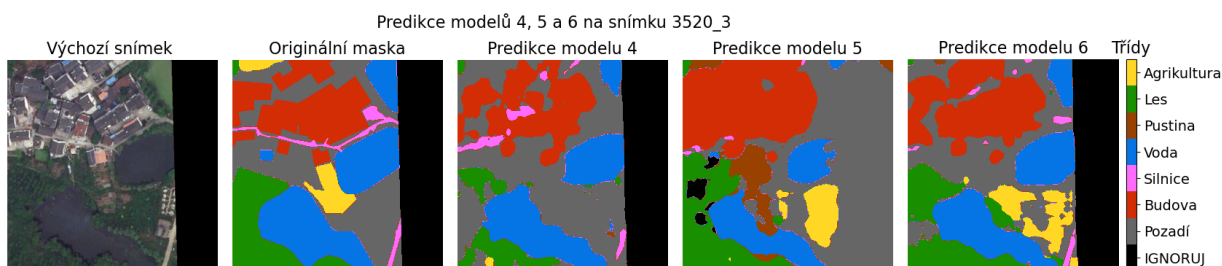 Predikce modelů 4, 5 a 6 na snímku 3520_3
Výchozí snímek
Originální maska
Predikce modelu 4
Predikce modelu 5
Predikce modelu 6
Třídy
Agrikultura
Les
Pustina
Voda
Silnice
Budova
Pozadí
IGNORUJ